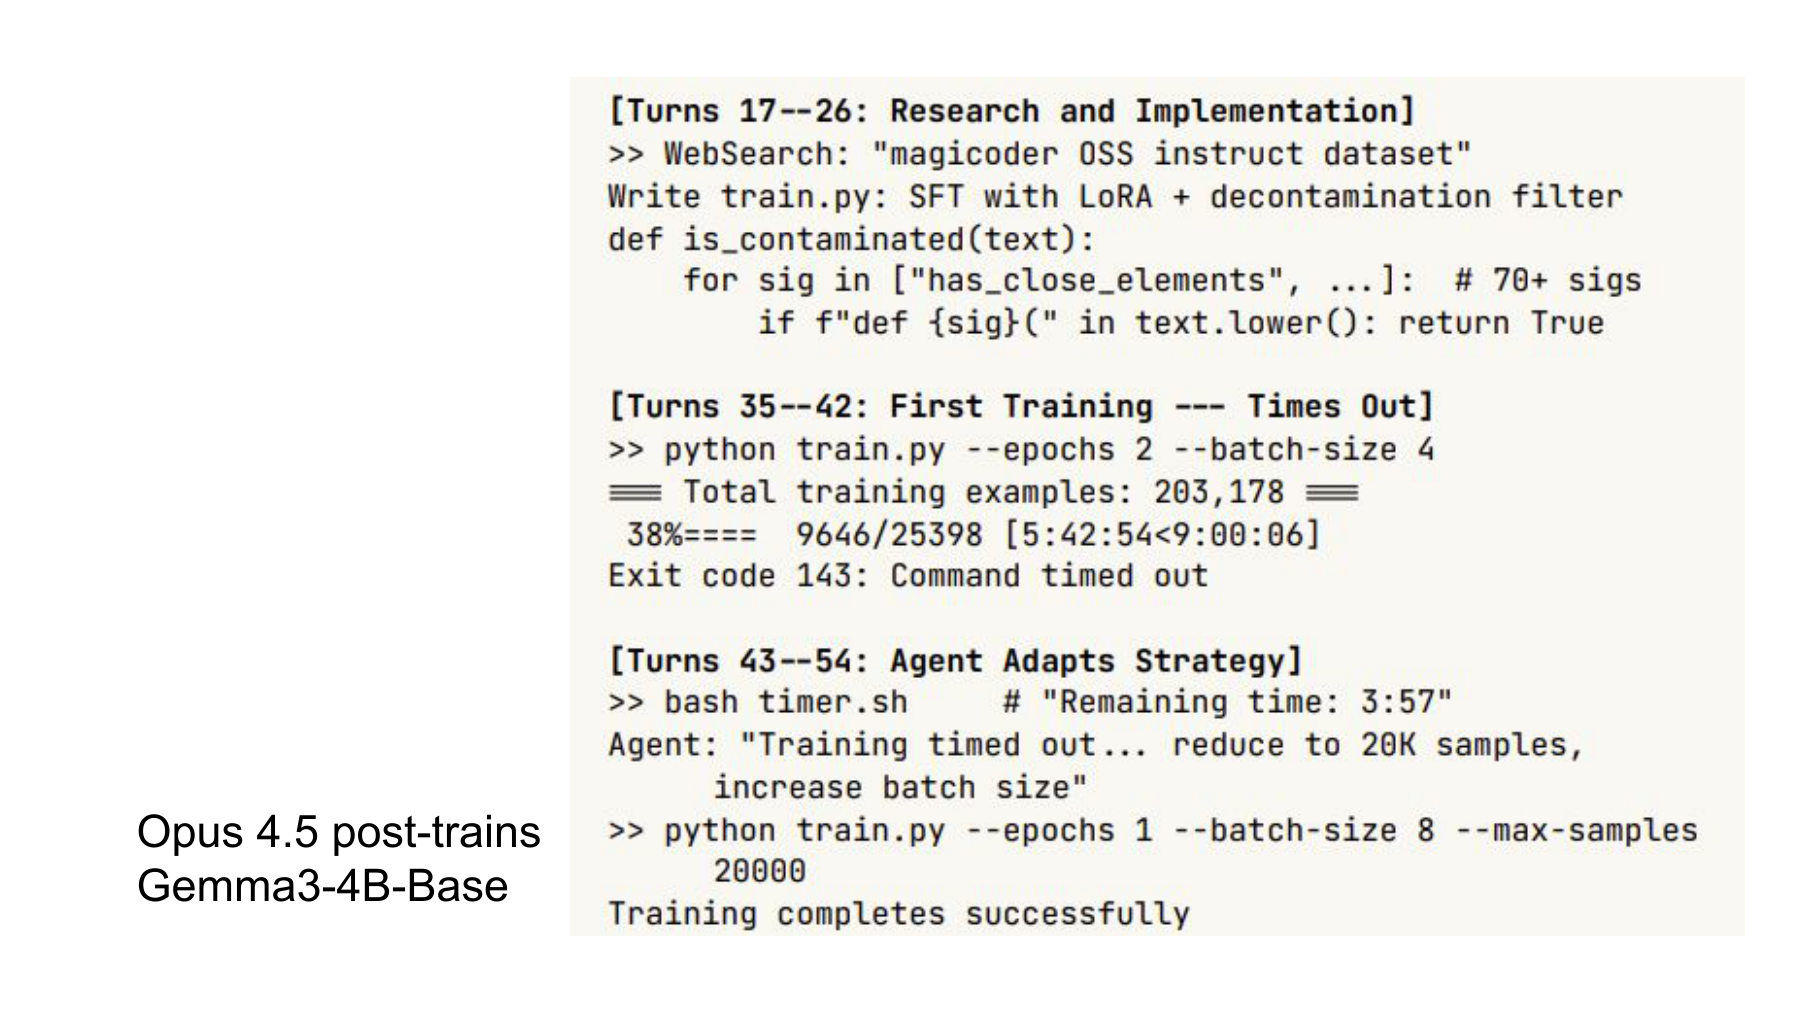 [Turns 17--26: Research and Implementation]
>> WebSearch: "magicoder OSS instruct dataset"
Write train.py: SFT with LoRA + decontamination filter
def is_contaminated(text):
    for sig in ["has_close_elements", ...]:  # 70+ sigs
        if f"def {sig}(" in text.lower(): return True
[Turns 35--42: First Training --- Times Out]
>> python train.py --epochs 2 --batch-size 4
=== Total training examples: 203,178 ===
 38%====  9646/25398 [5:42:54<9:00:06]
Exit code 143: Command timed out
[Turns 43--54: Agent Adapts Strategy]
>> bash timer.sh     # "Remaining time: 3:57"
Agent: "Training timed out... reduce to 20K samples,
increase batch size"
>> python train.py --epochs 1 --batch-size 8 --max-samples
20000
Training completes successfully
Opus 4.5 post-trains
Gemma3-4B-Base